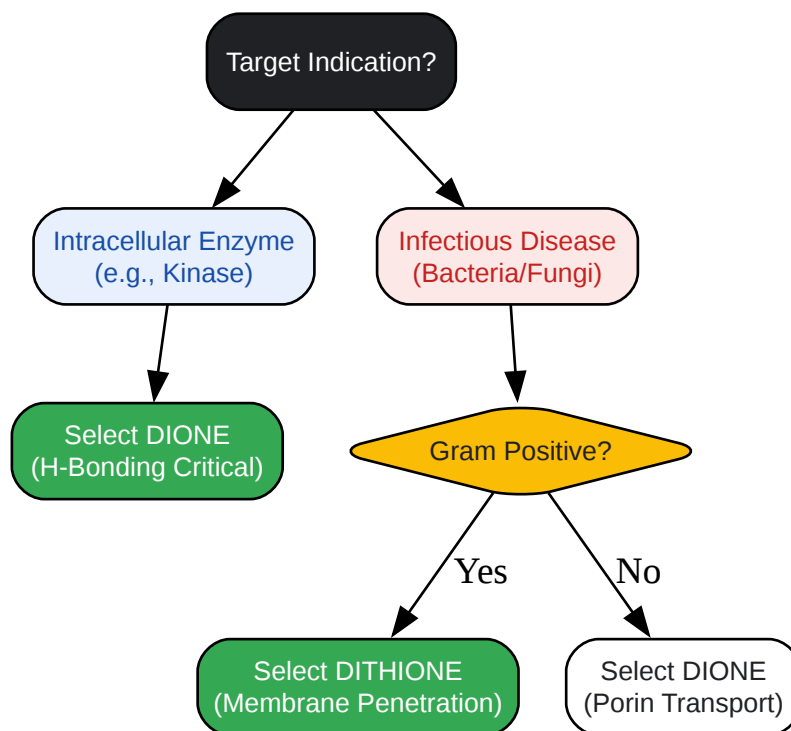 Target Indication?
Intracellular Enzyme
(e.g., Kinase)
Infectious Disease
(Bacteria/Fungi)
Select DIONE
(H-Bonding Critical)
Gram Positive?
Yes
No
Select DITHIONE
(Membrane Penetration)
Select DIONE
(Porin Transport)